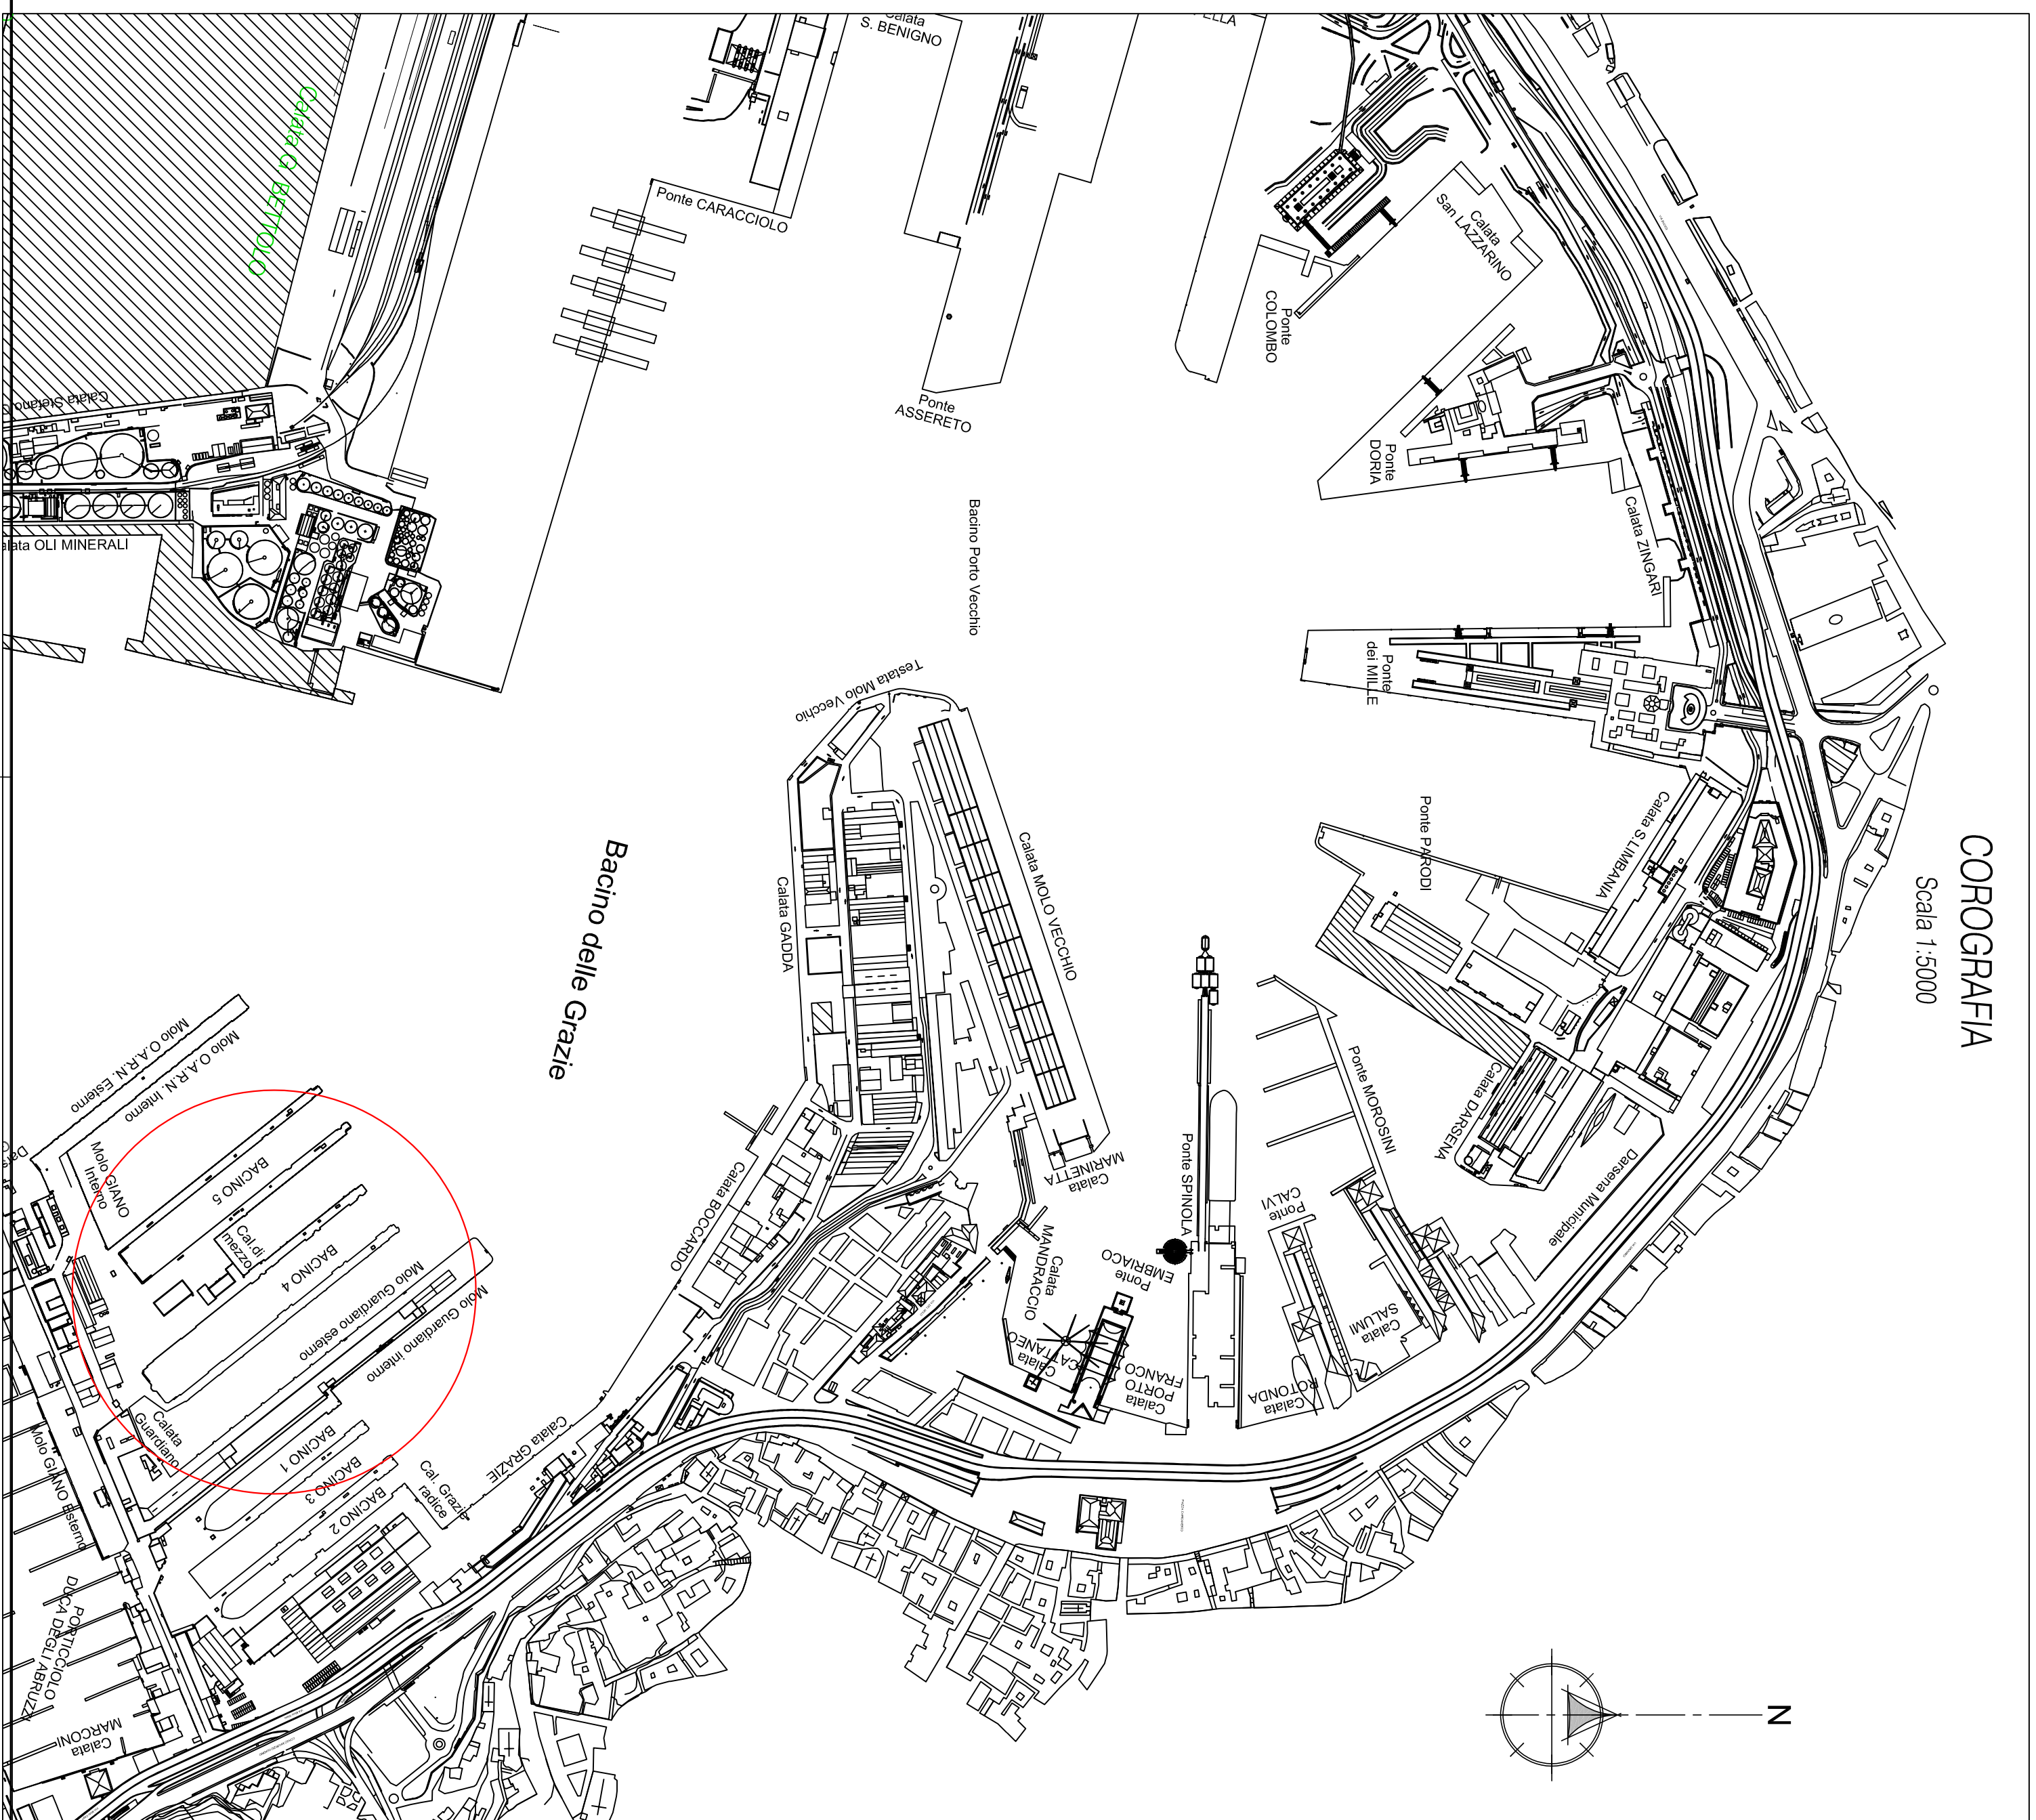 COROGRAFIA
Scala 1:5000
N
Calata
S. BENIGNO
Ponte CARACCIOLO
Calata G. BETTOLO
Calata Stefano
OLI MINERALI
Ponte
ASSERETO
Ponte
COLOMBO
Calata
San LAZZARINO
Ponte
DORIA
Calata ZINGARI
Bacino Porto Vecchio
Ponte
dei MILLE
Testata Molo Vecchio
Calata S.LIMBANIA
Ponte PARODI
Calata MOLO VECCHIO
Calata GADDA
Bacino delle Grazie
Calata DARSENA
Darsena Municipale
Ponte MOROSINI
Ponte SPINOLA
Ponte
CALVI
Calata
SALUMI
Calata
ROTONDA
Calata
MARINETTA
Calata
MANDRACCIO
Ponte
EMBRIACO
Calata
CATTANEO
Calata
PORTO
FRANCO
Calata BOCCARDO
Calata GRAZIE
Cal. Grazie
radice
Molo O.A.R.N. Esterno
Molo O.A.R.N. Interno
Molo GIANO
Interno
BACINO 5
Cal.di
mezzo
BACINO 4
Molo Guardiano esterno
Molo Guardiano interno
Calata
Guardiano
BACINO 1
BACINO 3
BACINO 2
Molo GIANO Esterno
PORTICCIOLO
DUCA DEGLI ABRUZZI
Calata
MARCONI